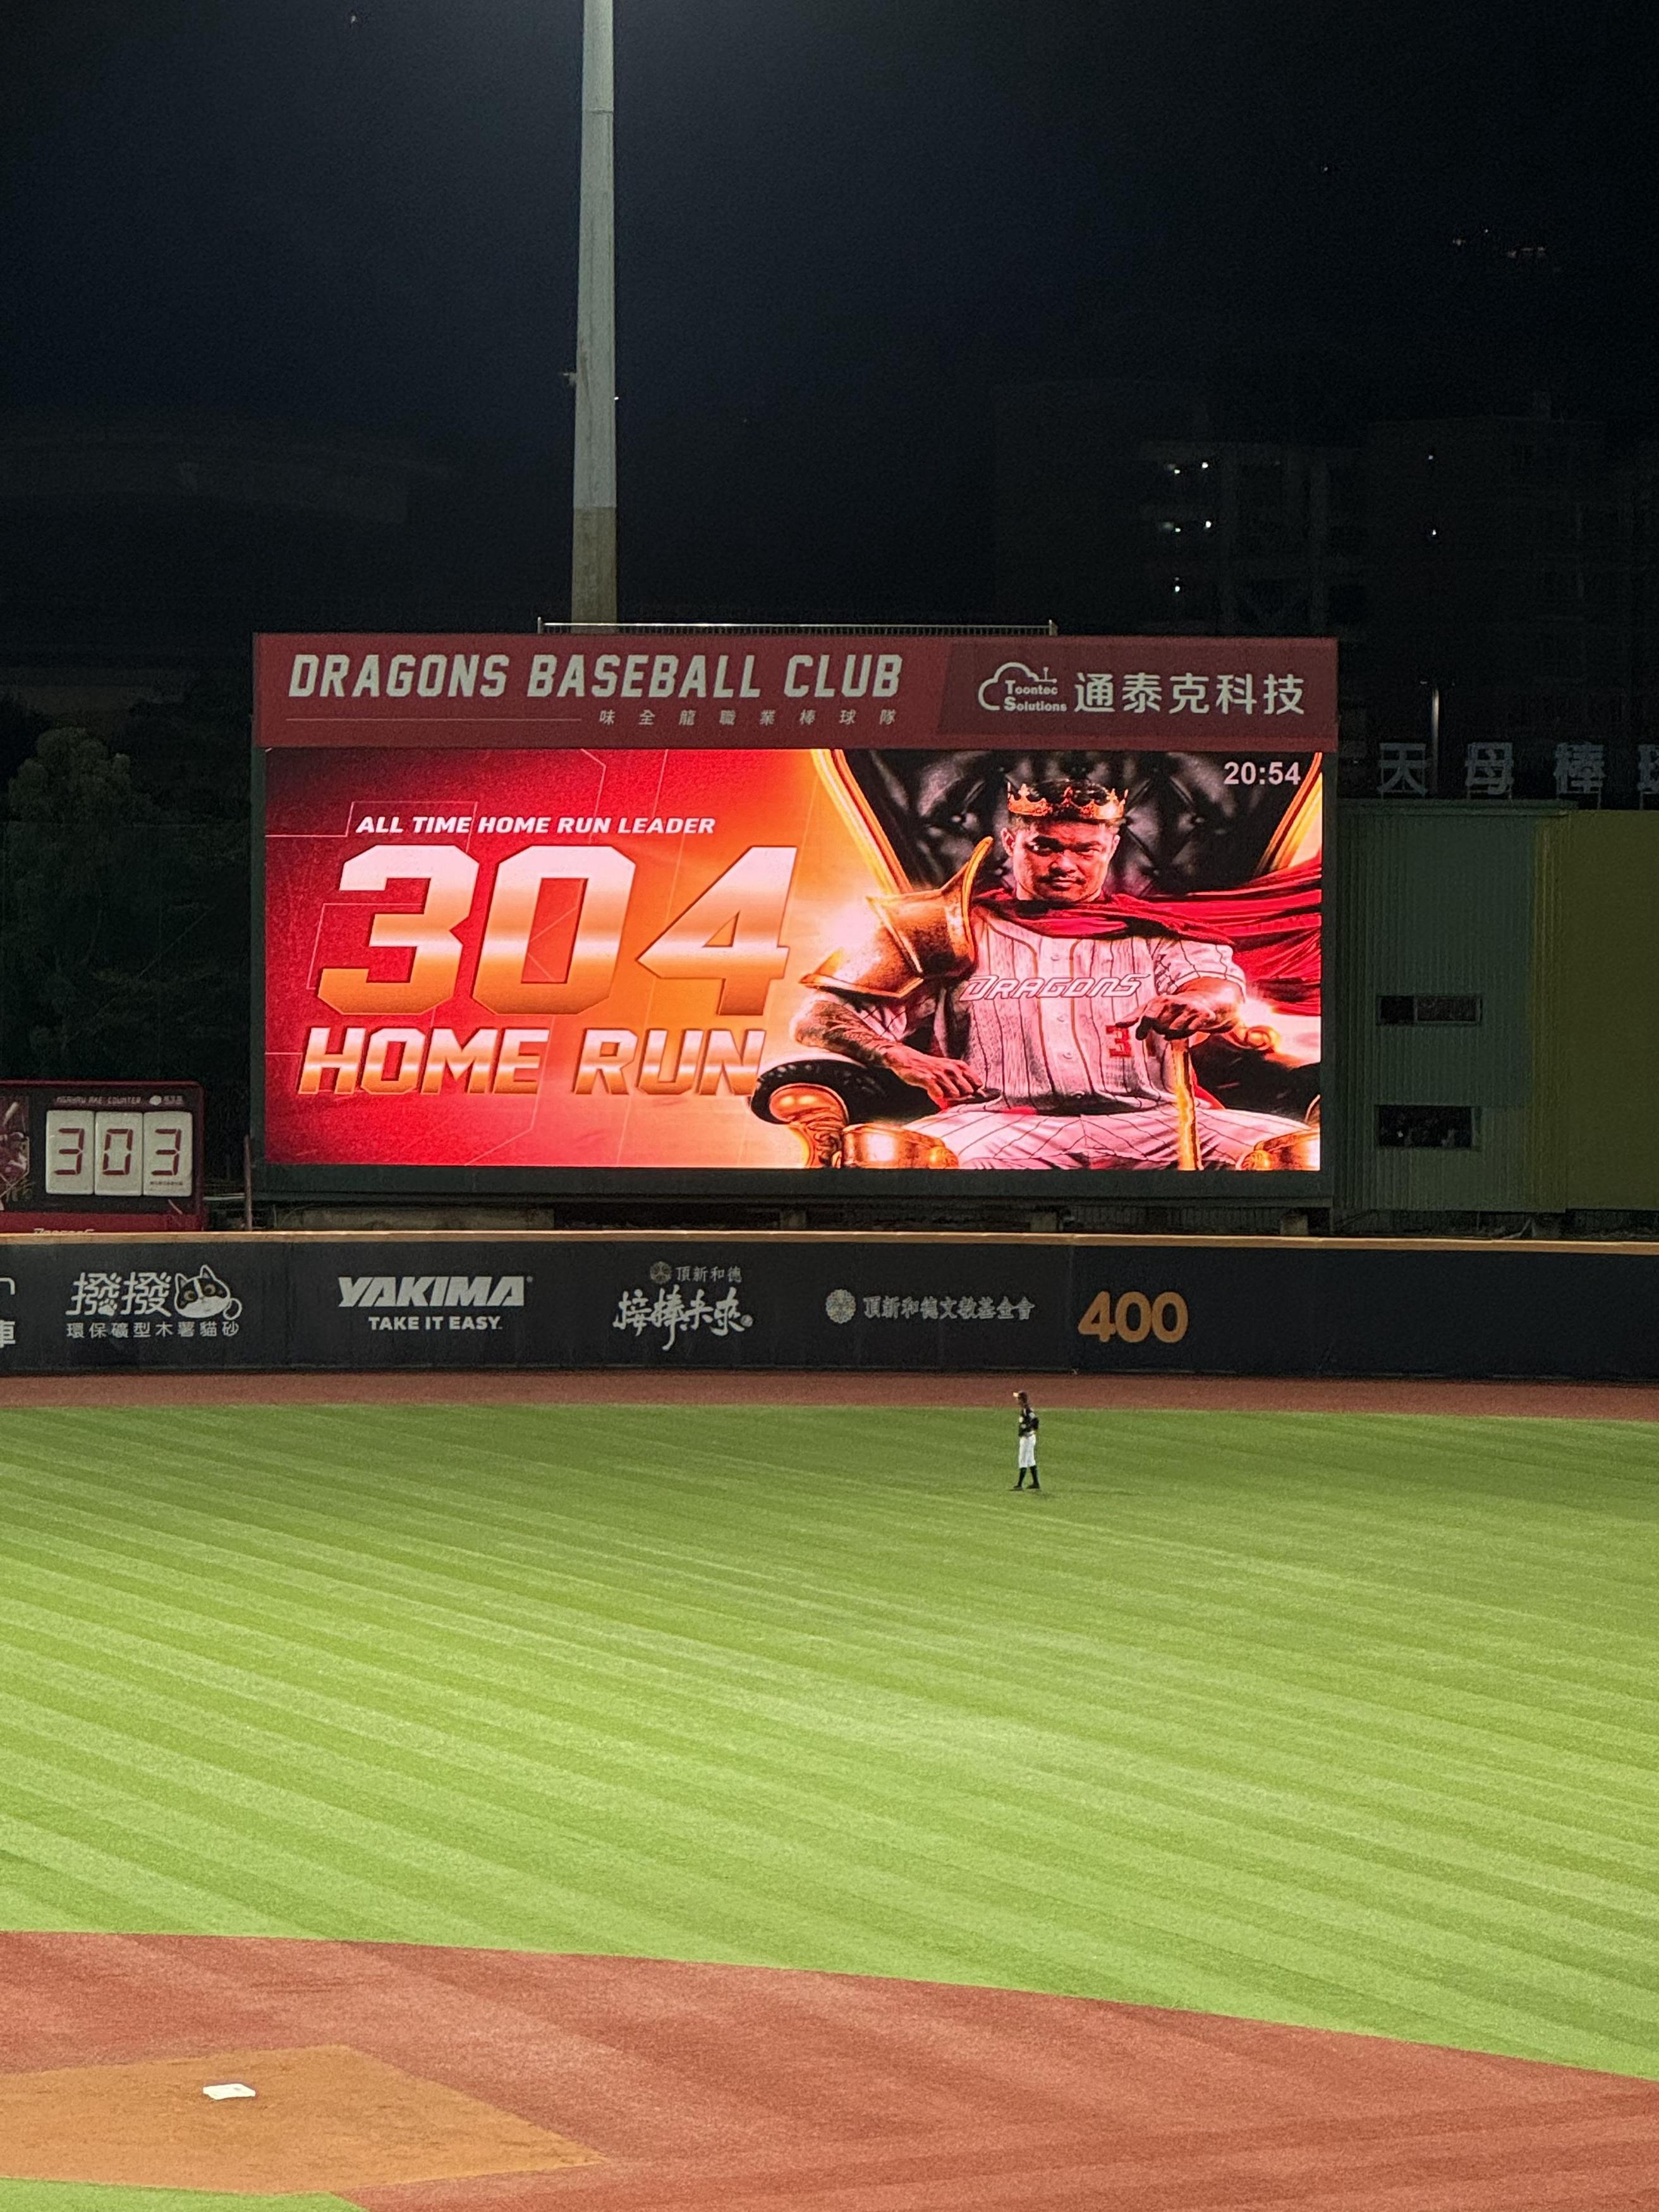 DRAGONS BASEBALL CLUB
味全龍職業棒球隊
Toontec
Solutions
通泰克科技
20:54
ALL TIME HOME RUN LEADER
304
HOME RUN
DRAGONS
3
天母棒球
303
撥撥
環保礦型木薯貓砂
YAKIMA®
TAKE IT EASY.
頂新和德
接棒未來
頂新和德文教基金會
400
車